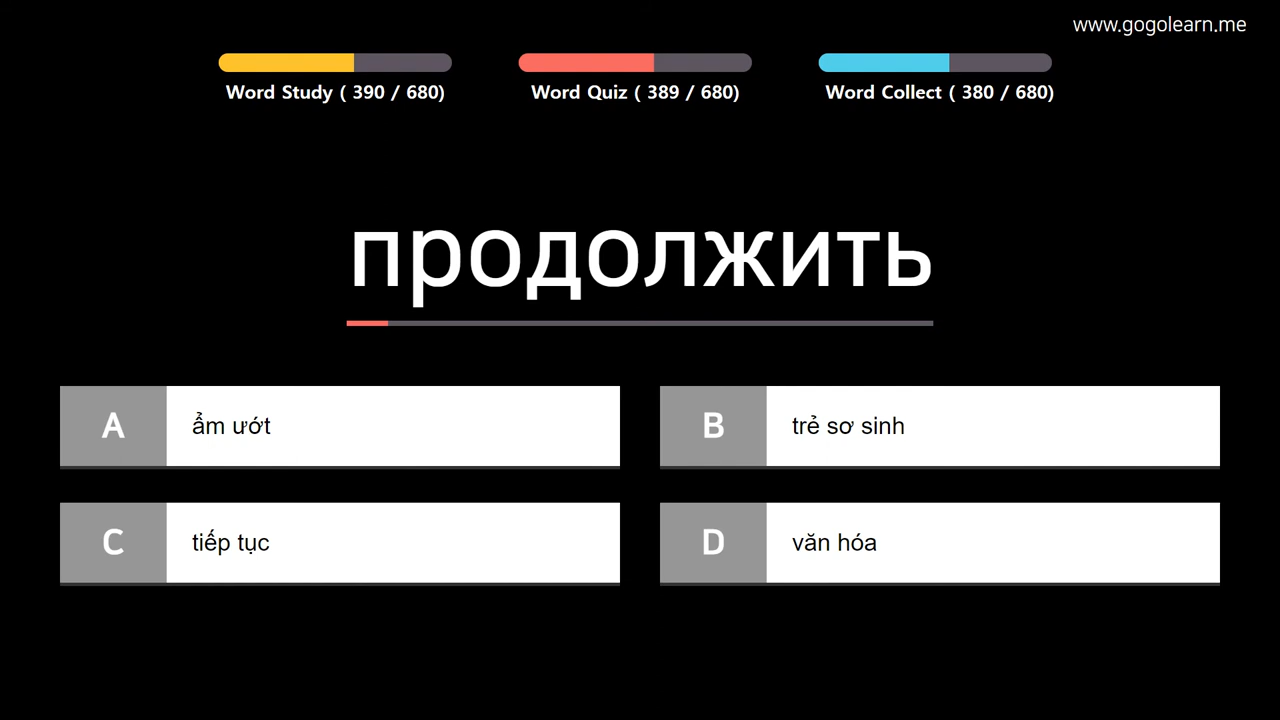 www.gogolearn.me
Word Study ( 390 / 680)
Word Quiz ( 389 / 680)
Word Collect ( 380 / 680)
продолжить
A ẩm ướt
B trẻ sơ sinh
C tiếp tục
D văn hóa